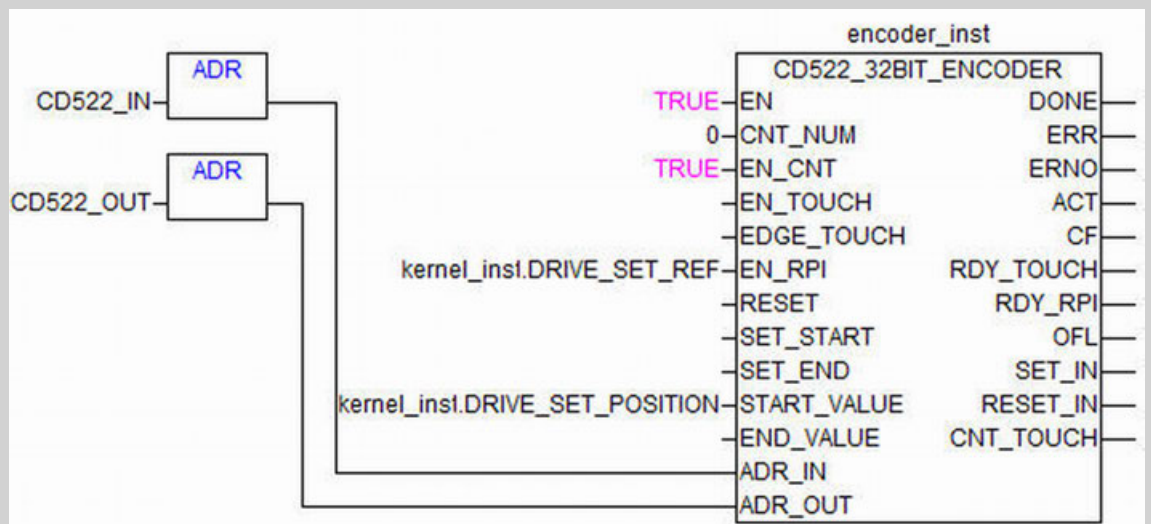 encoder_inst
ADR
CD522_32BIT_ENCODER
CD522_IN
TRUE
EN
DONE
0
CNT_NUM
ERR
ADR
TRUE
EN_CNT
ERNO
CD522_OUT
EN_TOUCH
ACT
EDGE_TOUCH
CF
kernel_inst.DRIVE_SET_REF
EN_RPI
RDY_TOUCH
RESET
RDY_RPI
SET_START
OFL
SET_END
SET_IN
kernel_inst.DRIVE_SET_POSITION
START_VALUE
RESET_IN
END_VALUE
CNT_TOUCH
ADR_IN
ADR_OUT